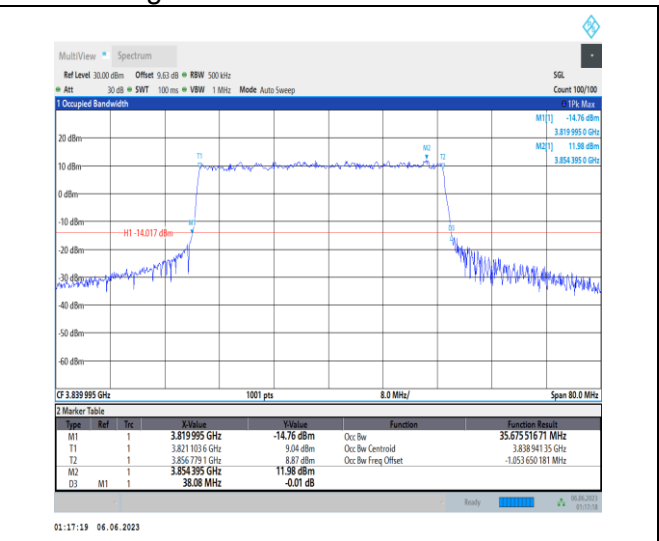 MultiView Spectrum
Ref Level 30.00 dBm Offset 9.63 dB RBW 500 kHz SGL
Att 30 dB SWT 100 ms VBW 1 MHz Mode Auto Sweep Count 100/100
1 Occupied Bandwidth 1Pk Max
M1[1] -14.76 dBm
3.819 995 0 GHz
M2[1] 11.98 dBm
3.854 395 0 GHz
20 dBm
T1 M2 T2
10 dBm
0 dBm
-10 dBm
M1 D3
H1 -14.017 dBm
-20 dBm
-30 dBm
-40 dBm
-50 dBm
-60 dBm
CF 3.839 995 GHz 1001 pts 8.0 MHz/ Span 80.0 MHz
2 Marker Table
Type Ref Trc X-Value Y-Value Function Function Result
M1 1 3.819 995 GHz -14.76 dBm Occ Bw 35.675 516 71 MHz
T1 1 3.821 103 6 GHz 9.04 dBm Occ Bw Centroid 3.838 941 35 GHz
T2 1 3.856 779 1 GHz 8.87 dBm Occ Bw Freq Offset -1.053 650 181 MHz
M2 1 3.854 395 GHz 11.98 dBm
D3 M1 1 38.08 MHz -0.01 dB
Ready 06.06.2023
01:17:18
01:17:19 06.06.2023